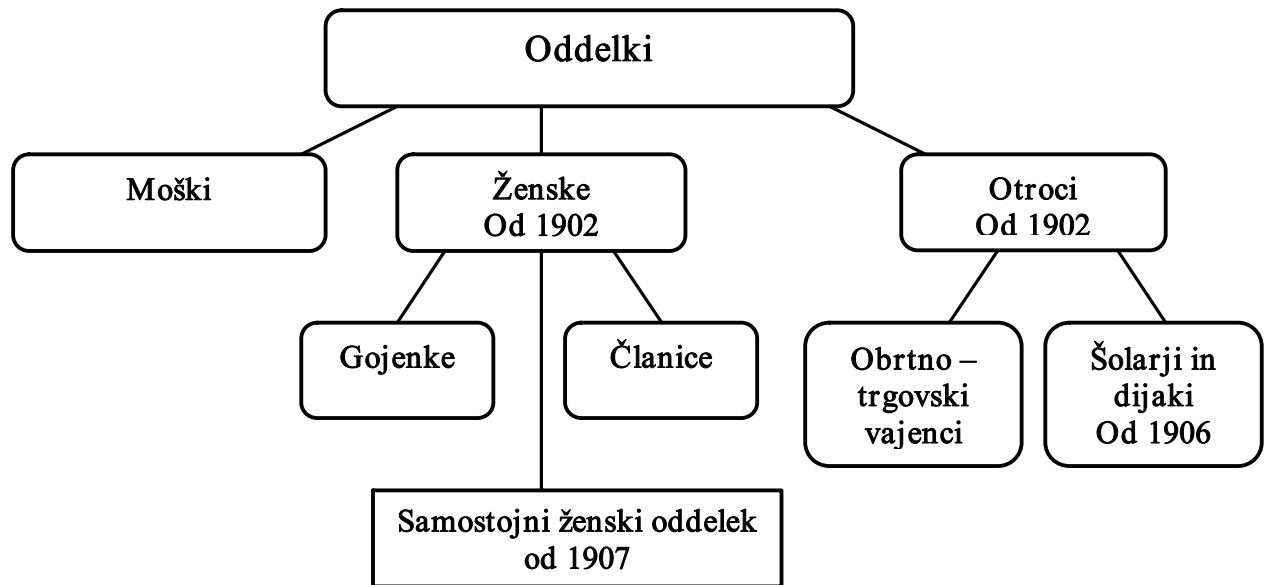 Oddelki
Moški
Ženske
Od 1902
Otroci
Od 1902
Gojenke
Članice
Obrtno –
trgovski
vajenci
Šolarji in
dijaki
Od 1906
Samostojni ženski oddelek
od 1907